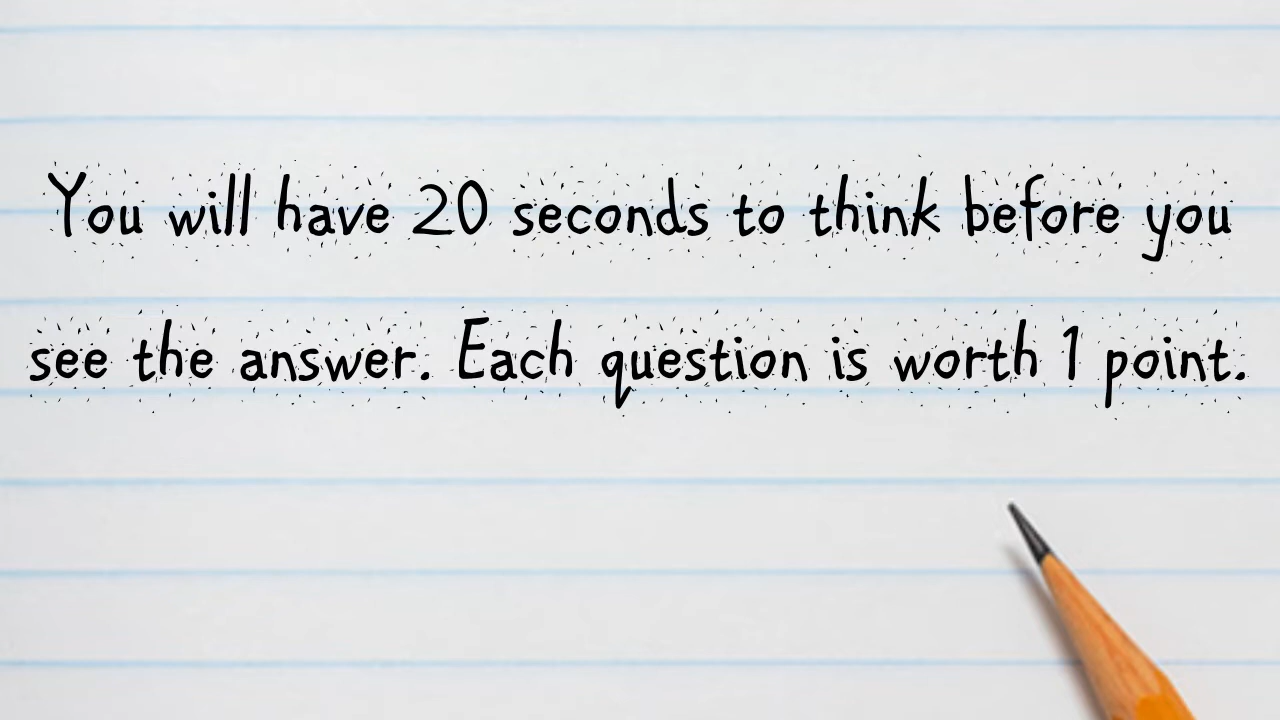 You will have 20 seconds to think before you
see the answer. Each question is worth 1 point.